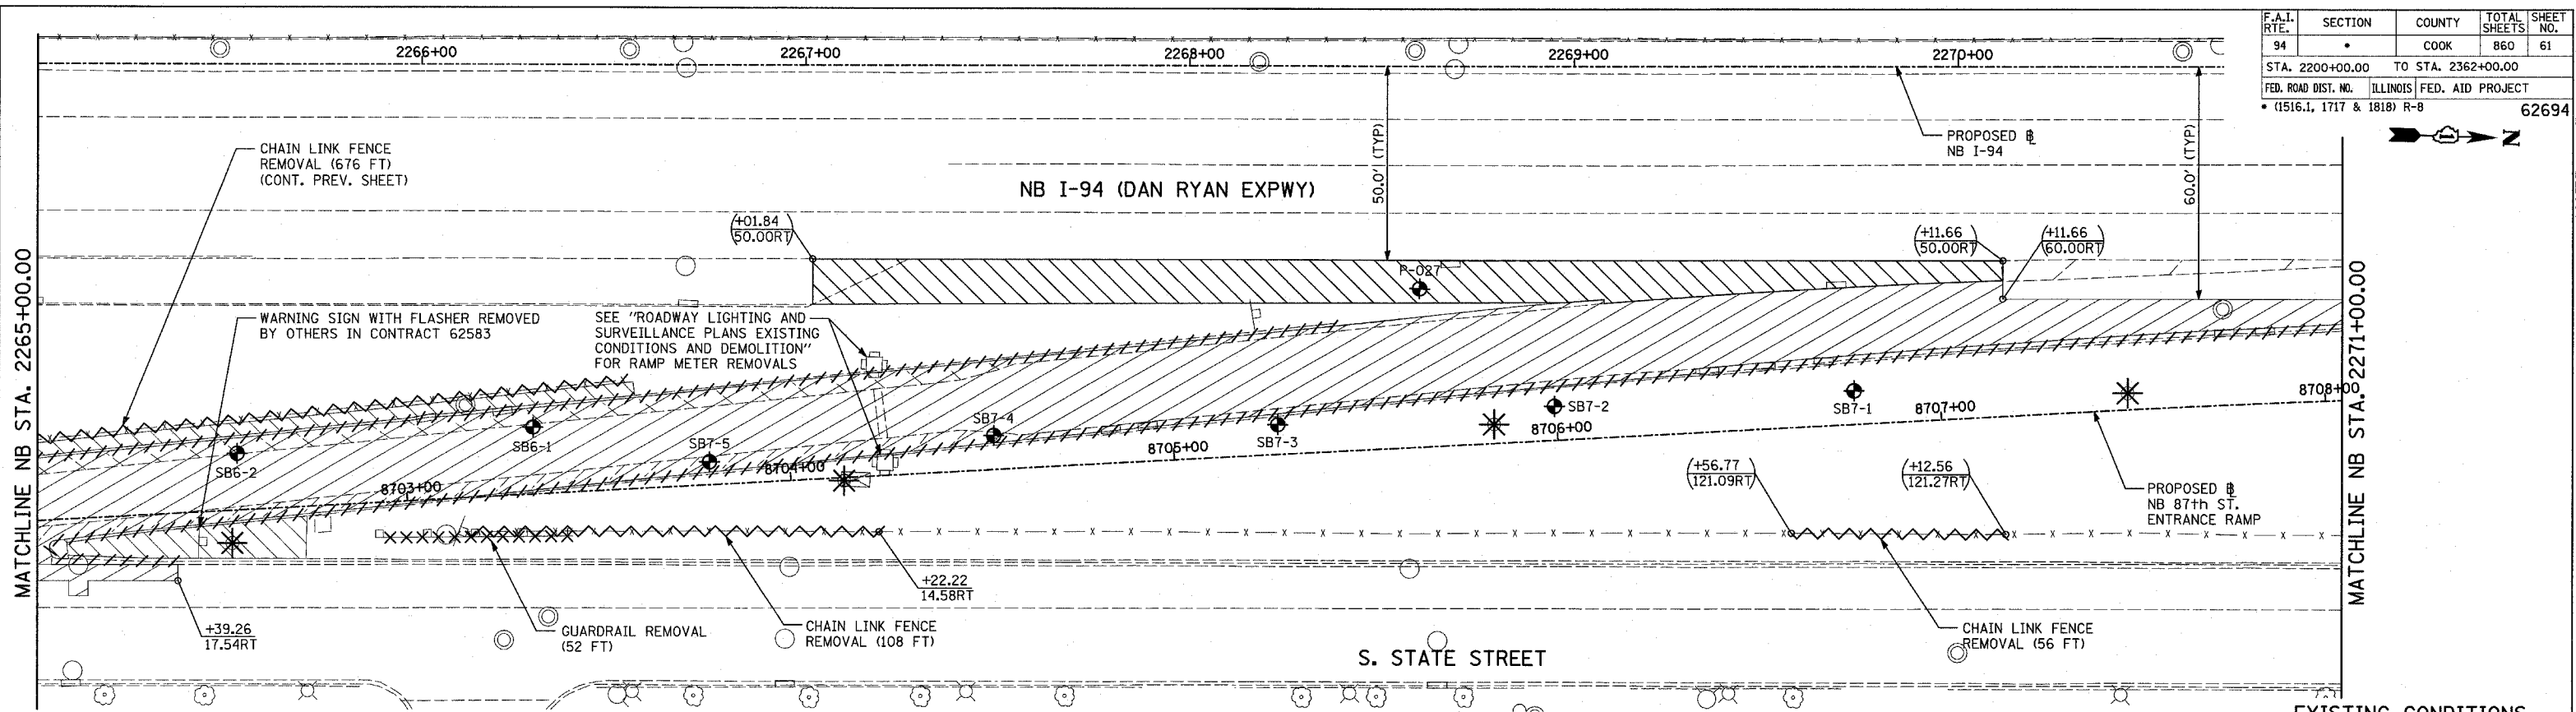 F.A.I. RTE. SECTION COUNTY TOTAL SHEETS SHEET NO.
94 • COOK 860 61
STA. 2200+00.00 TO STA. 2362+00.00
FED. ROAD DIST. NO. ILLINOIS FED. AID PROJECT
• (1516.1, 1717 & 1818) R-8
62694
N
2266+00 2267+00 2268+00 2269+00 2270+00
CHAIN LINK FENCE
REMOVAL (676 FT)
(CONT. PREV. SHEET)
NB I-94 (DAN RYAN EXPWY)
50.0' (TYP)
PROPOSED ℄
NB I-94
60.0' (TYP)
(+01.84
50.00RT)
(+11.66
50.00RT)
(+11.66
60.00RT)
P-027
MATCHLINE NB STA. 2265+00.00
WARNING SIGN WITH FLASHER REMOVED
BY OTHERS IN CONTRACT 62583
SEE "ROADWAY LIGHTING AND
SURVEILLANCE PLANS EXISTING
CONDITIONS AND DEMOLITION"
FOR RAMP METER REMOVALS
MATCHLINE NB STA. 2271+00.00
SB6-2
SB6-1
SB7-5
SB7-4
SB7-3
SB7-2
SB7-1
8703+00 8704+00 8705+00 8706+00 8707+00 8708+00
(+56.77
121.09RT)
(+12.56
121.27RT)
PROPOSED ℄
NB 87th ST.
ENTRANCE RAMP
+22.22
14.58RT
+39.26
17.54RT
GUARDRAIL REMOVAL
(52 FT)
CHAIN LINK FENCE
REMOVAL (108 FT)
CHAIN LINK FENCE
REMOVAL (56 FT)
S. STATE STREET
EXISTING CONDITIONS